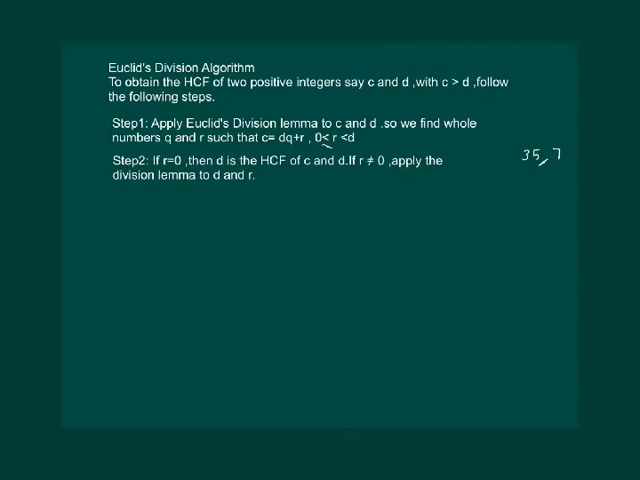 Euclid's Division Algorithm
To obtain the HCF of two positive integers say c and d ,with c > d ,follow
the following steps.
Step1: Apply Euclid's Division lemma to c and d .so we find whole
numbers q and r such that c= dq+r , 0≤ r <d
Step2: If r=0 ,then d is the HCF of c and d.If r ≠ 0 ,apply the
division lemma to d and r.
35, 7